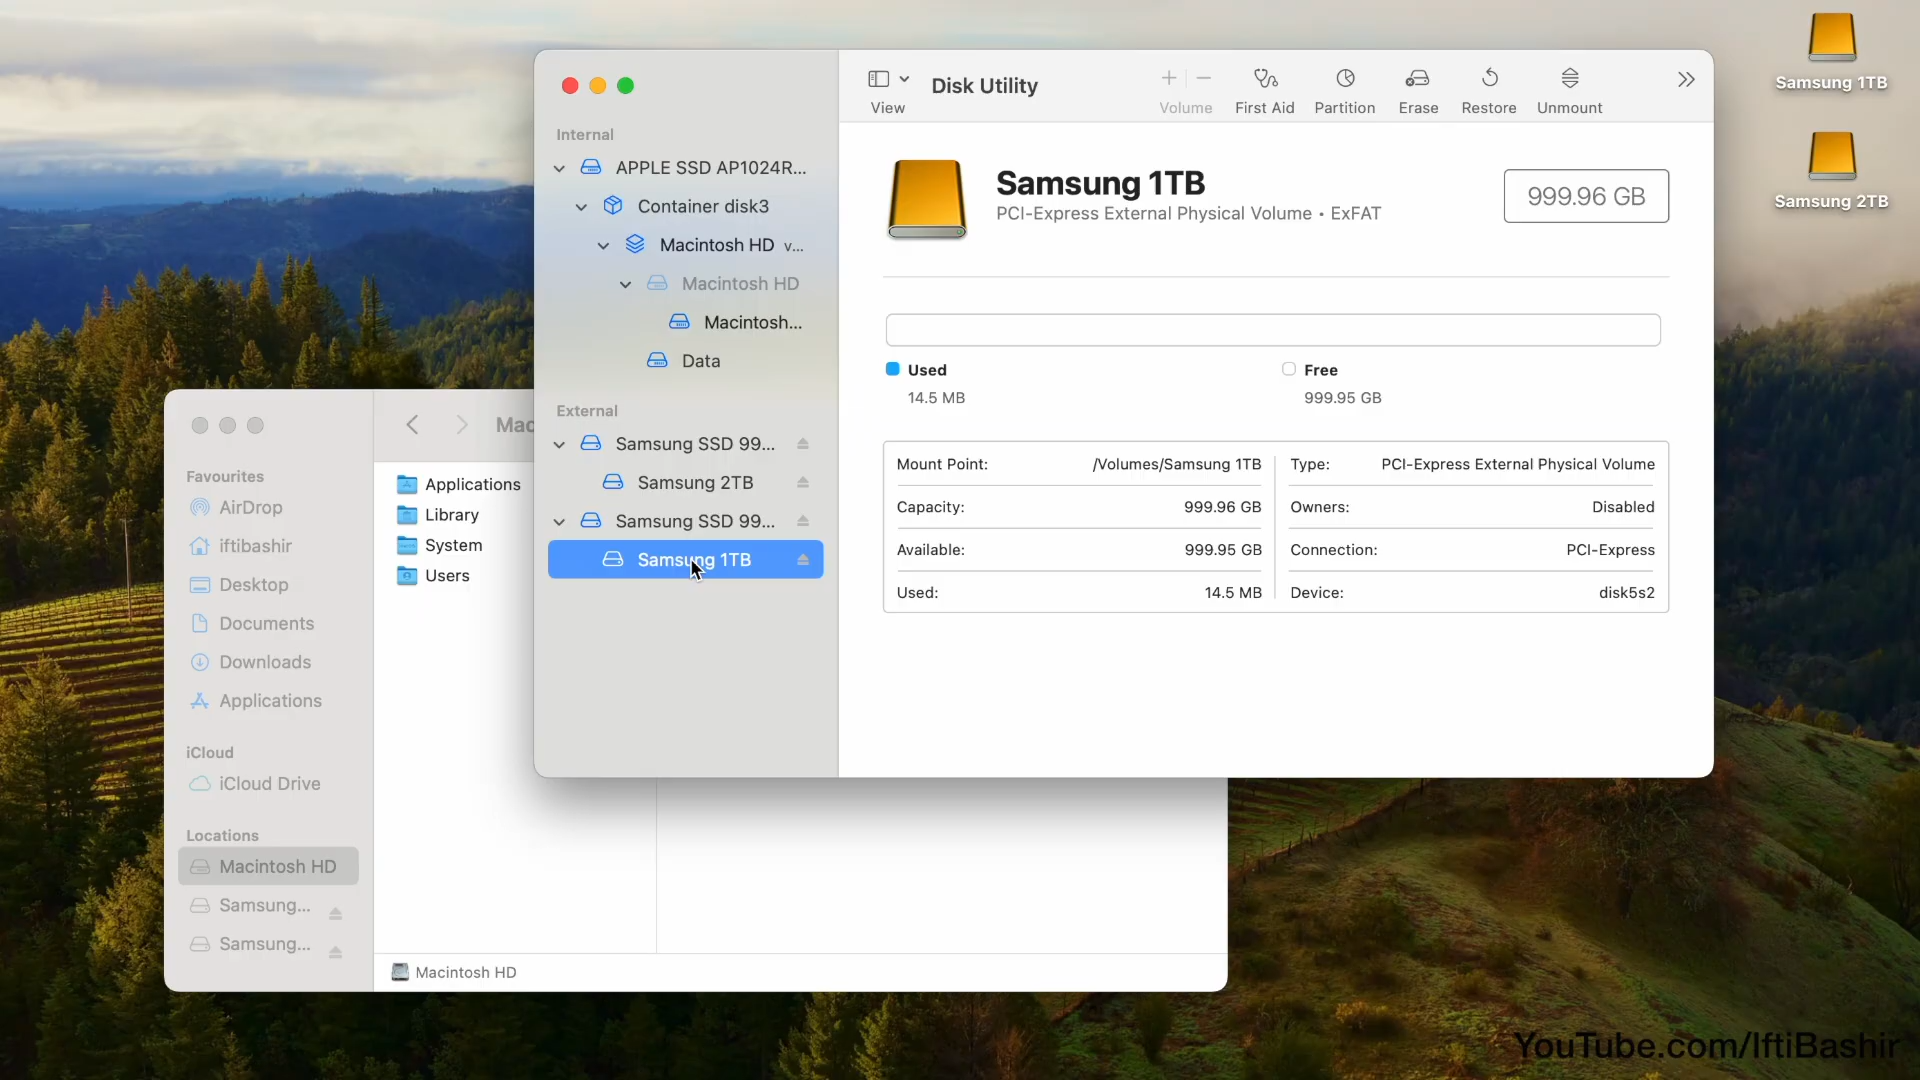 Samsung 1TB
Samsung 2TB
View
Disk Utility
Volume
First Aid
Partition
Erase
Restore
Unmount
Internal
APPLE SSD AP1024R...
Container disk3
Macintosh HD v...
Macintosh HD
Macintosh...
Data
External
Samsung SSD 99...
Samsung 2TB
Samsung SSD 99...
Samsung 1TB
Samsung 1TB
PCI-Express External Physical Volume • ExFAT
999.96 GB
Used
14.5 MB
Free
999.95 GB
Mount Point: /Volumes/Samsung 1TB
Capacity: 999.96 GB
Available: 999.95 GB
Used: 14.5 MB
Type: PCI-Express External Physical Volume
Owners: Disabled
Connection: PCI-Express
Device: disk5s2
Mac
Favourites
AirDrop
iftibashir
Desktop
Documents
Downloads
Applications
iCloud
iCloud Drive
Locations
Macintosh HD
Samsung...
Samsung...
Applications
Library
System
Users
Macintosh HD
YouTube.com/IftiBashir